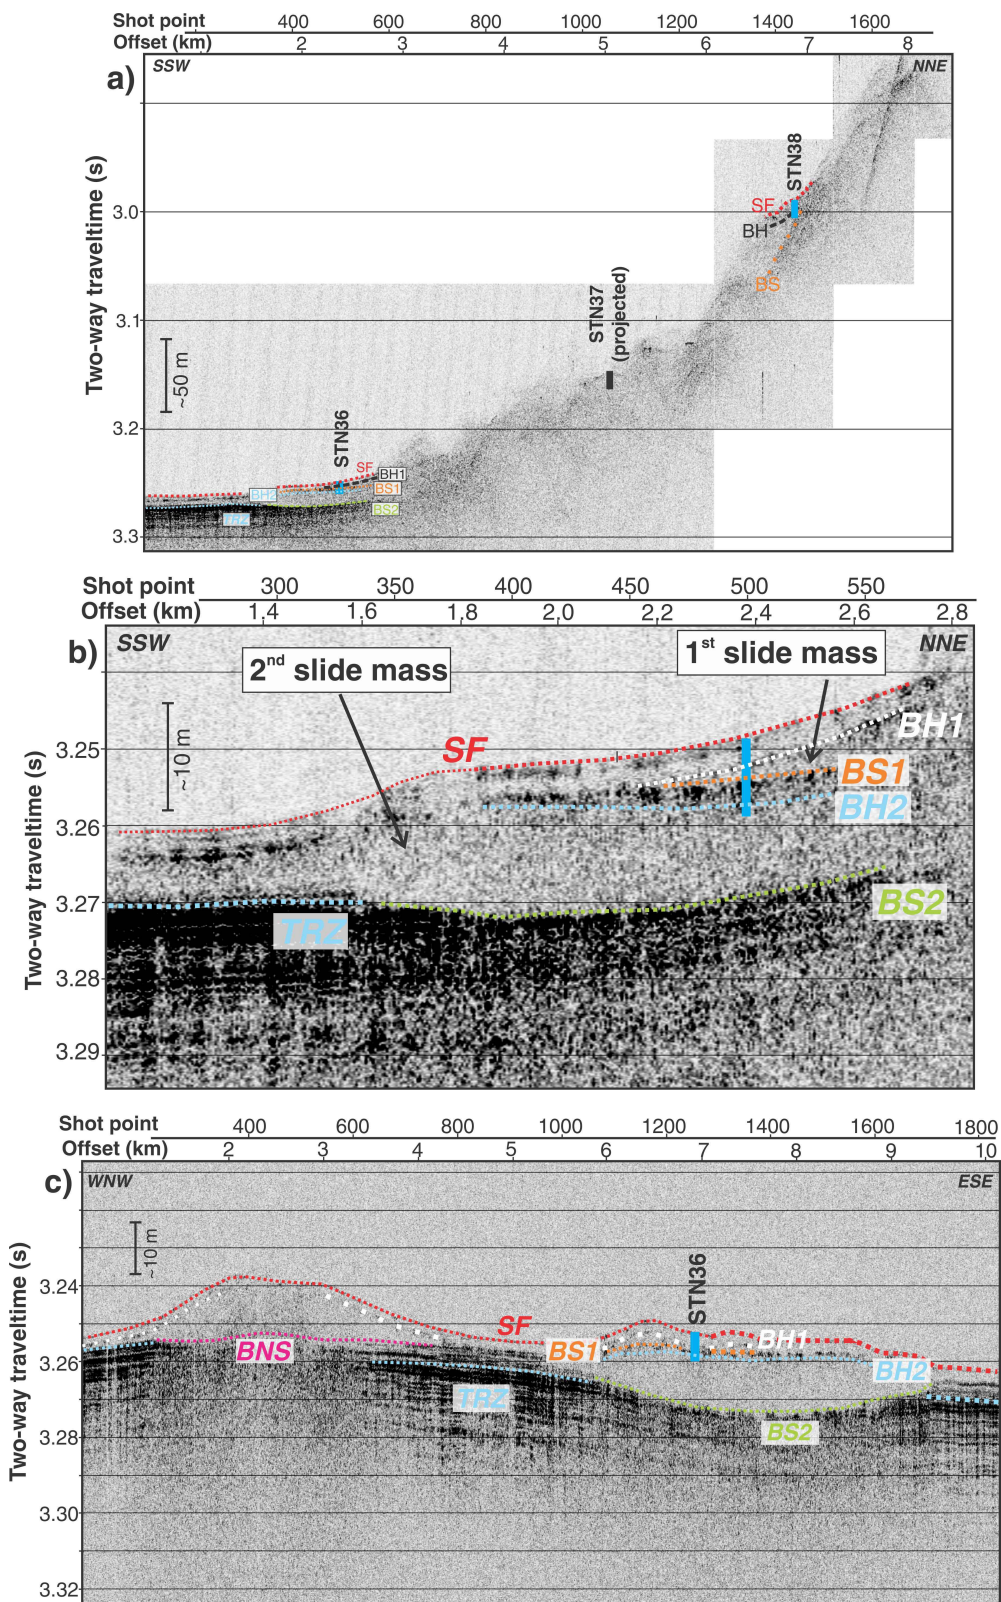 Shot point 400 600 800 1000 1200 1400 1600
Offset (km) 2 3 4 5 6 7 8
a) SSW NNE
STN38
SF
3.0
BH
BS
STN37
(projected)
3.1
~50 m
3.2
STN36
SF
BH1
BH2
BS1
TRZ
BS2
3.3
Two-way traveltime (s)
Shot point 300 350 400 450 500 550
Offset (km) 1.4 1.6 1.8 2.0 2.2 2.4 2.6 2.8
b) SSW NNE
2nd slide mass
1st slide mass
~10 m
SF
BH1
3.25
BS1
BH2
3.26
3.27
BS2
TRZ
3.28
3.29
Two-way traveltime (s)
Shot point 400 600 800 1000 1200 1400 1600 1800
Offset (km) 2 3 4 5 6 7 8 9 10
c) WNW ESE
~10 m
STN36
3.24
SF
BH1
BNS
BS1
3.26
BH2
TRZ
BS2
3.28
3.30
3.32
Two-way traveltime (s)